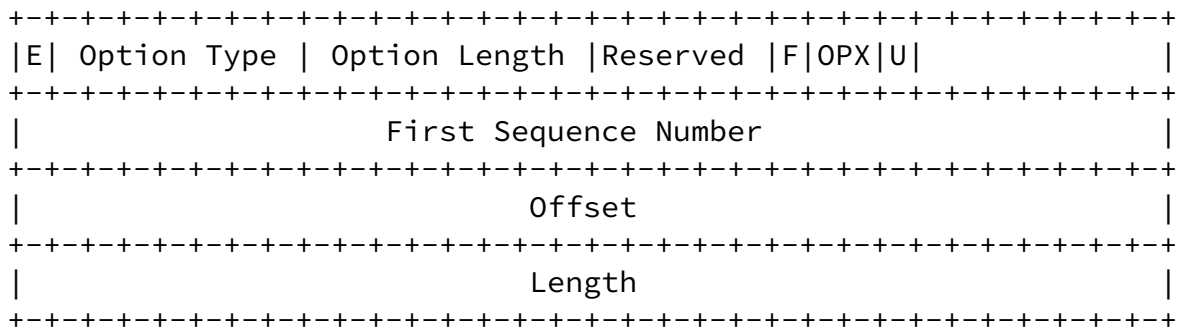 +-+-+-+-+-+-+-+-+-+-+-+-+-+-+-+-+-+-+-+-+-+-+-+-+-+-+-+-+-+-+-+-+
|E| Option Type | Option Length |Reserved |F|OPX|U|             |
+-+-+-+-+-+-+-+-+-+-+-+-+-+-+-+-+-+-+-+-+-+-+-+-+-+-+-+-+-+-+-+-+
|                    First Sequence Number                      |
+-+-+-+-+-+-+-+-+-+-+-+-+-+-+-+-+-+-+-+-+-+-+-+-+-+-+-+-+-+-+-+-+
|                            Offset                             |
+-+-+-+-+-+-+-+-+-+-+-+-+-+-+-+-+-+-+-+-+-+-+-+-+-+-+-+-+-+-+-+-+
|                            Length                             |
+-+-+-+-+-+-+-+-+-+-+-+-+-+-+-+-+-+-+-+-+-+-+-+-+-+-+-+-+-+-+-+-+